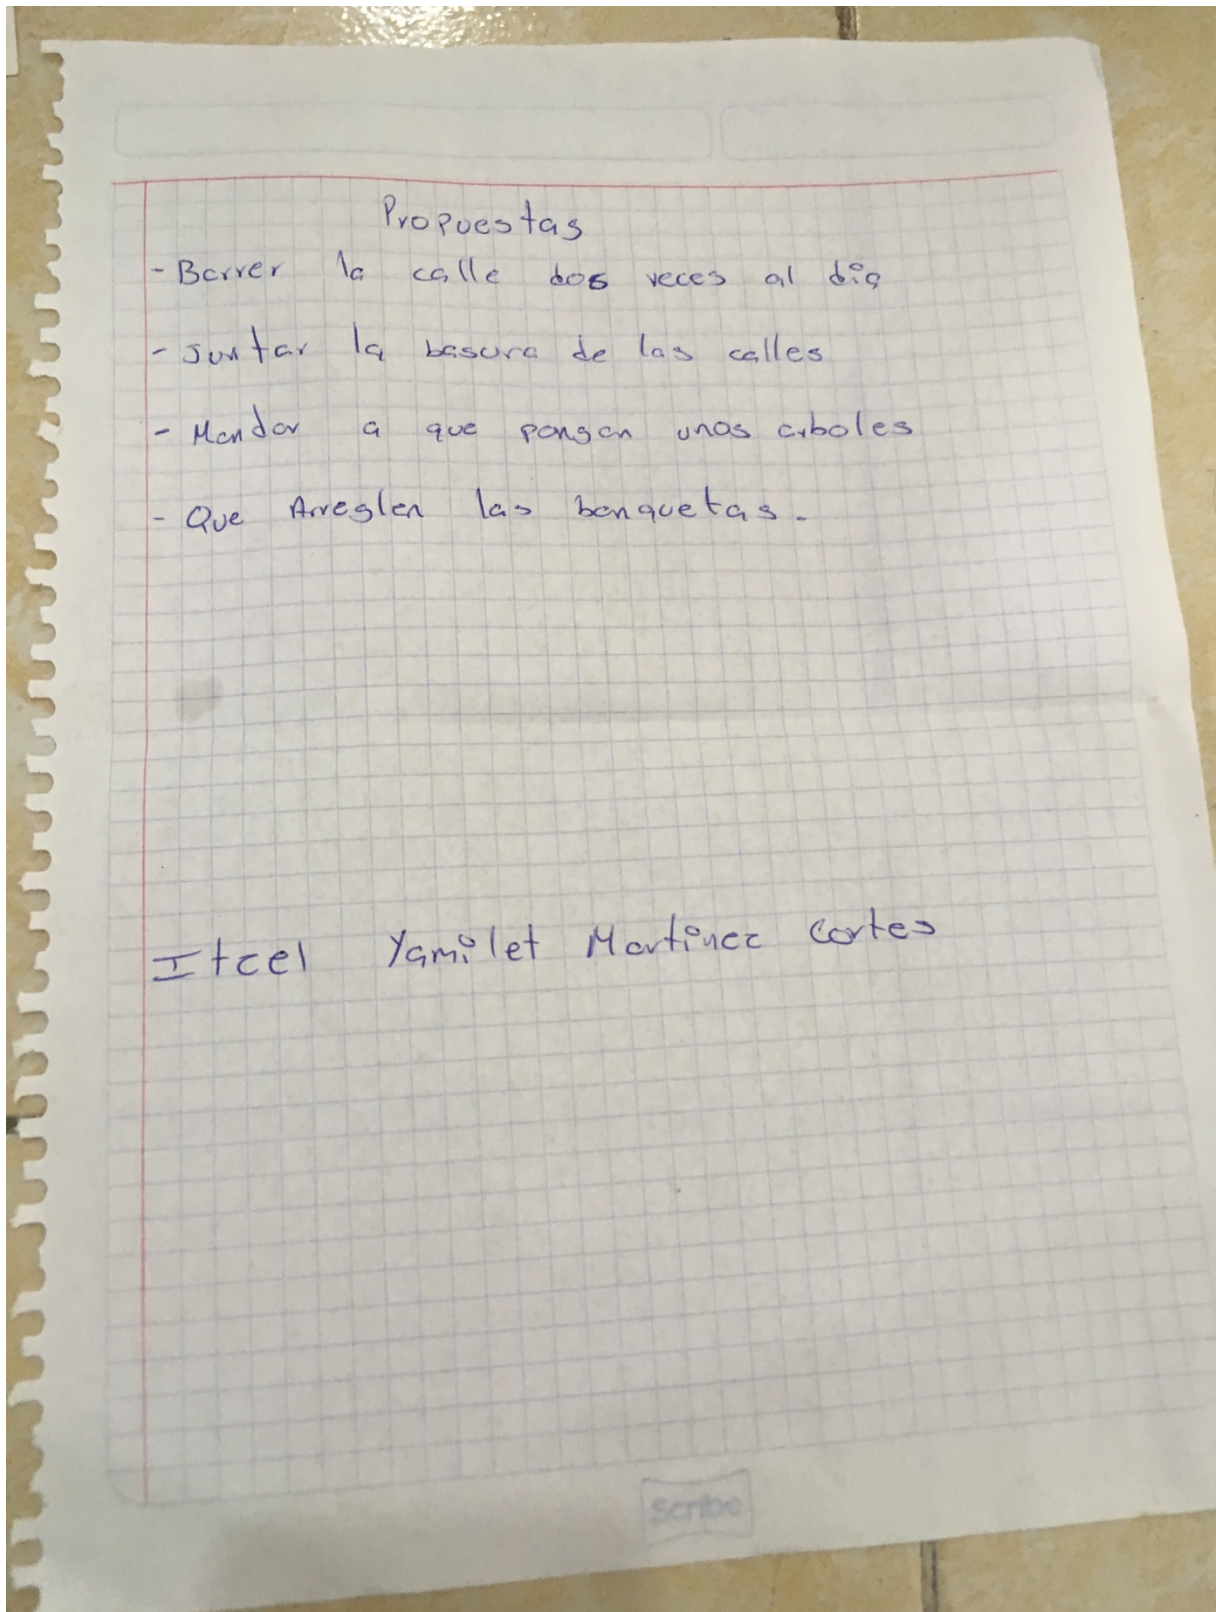 Propuestas
- Barrer la calle dos veces al dia
- Juntar la basura de las calles
- Mandar a que pongan unos arboles
- Que Arreglen las banquetas.
Itzel Yamilet Martinez Cortes
scribe